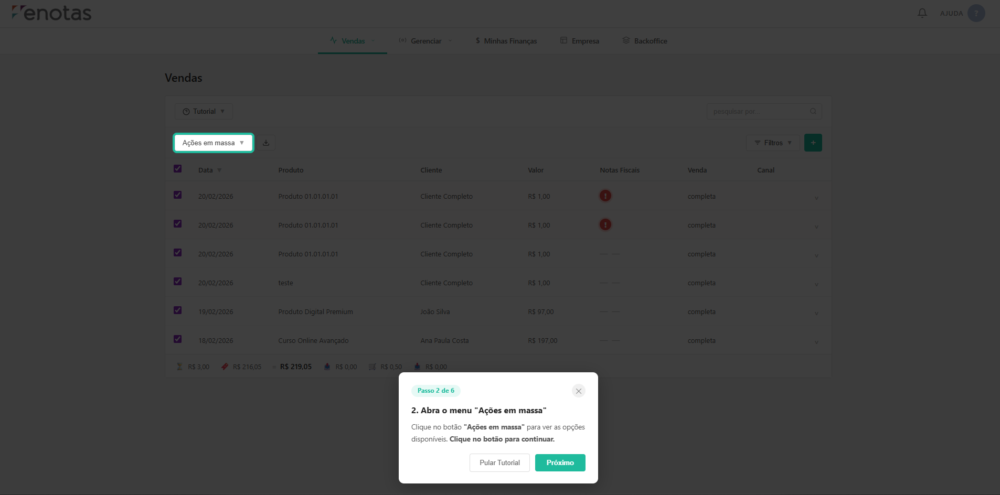 enotas
AJUDA ?
Vendas
Gerenciar
$ Minhas Finanças
Empresa
Backoffice
Vendas
Tutorial
pesquisar por...
Ações em massa
Filtros
+
Data Produto Cliente Valor Notas Fiscais Venda Canal
20/02/2026 Produto 01.01.01.01 Cliente Completo R$ 1,00 ! completa
20/02/2026 Produto 01.01.01.01 Cliente Completo R$ 1,00 ! completa
20/02/2026 Produto 01.01.01.01 Cliente Completo R$ 1,00 — — completa
20/02/2026 teste Cliente Completo R$ 1,00 — — completa
19/02/2026 Produto Digital Premium João Silva R$ 97,00 — — completa
18/02/2026 Curso Online Avançado Ana Paula Costa R$ 197,00 — — completa
R$ 3,00 R$ 216,05 = R$ 219,05 R$ 0,00 R$ 0,50 R$ 0,00
Passo 2 de 6
2. Abra o menu "Ações em massa"
Clique no botão "Ações em massa" para ver as opções
disponíveis. Clique no botão para continuar.
Pular Tutorial
Próximo